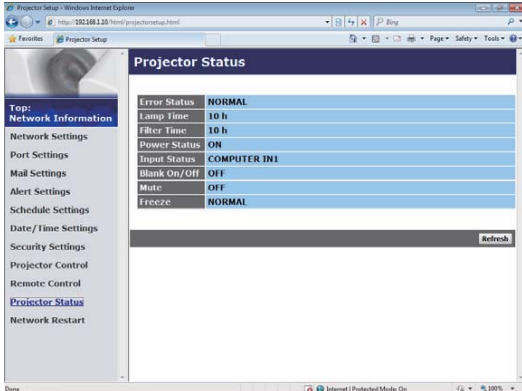 Projector Setup - Windows Internet Explorer
http://192.168.1.10/html/projectorsetup.html
Bing
Favorites Projector Setup
Page Safety Tools
Projector Status
Top:
Network Information
Network Settings
Port Settings
Mail Settings
Alert Settings
Schedule Settings
Date/Time Settings
Security Settings
Projector Control
Remote Control
Projector Status
Network Restart
Error Status NORMAL
Lamp Time 10 h
Filter Time 10 h
Power Status ON
Input Status COMPUTER IN1
Blank On/Off OFF
Mute OFF
Freeze NORMAL
Refresh
Done
Internet | Protected Mode: On
100%